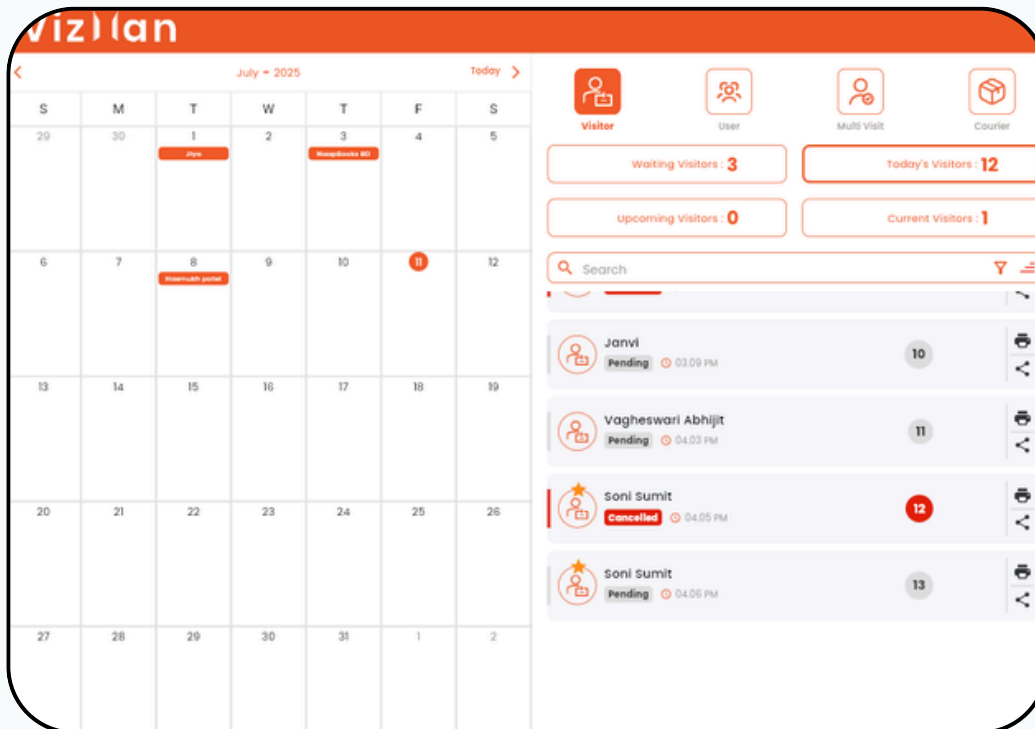 VizMan
July - 2025
Today
S M T W T F S
29 30 1 2 3 4 5
Jiya
6 7 8 9 10 11 12
Hasmukh patel
13 14 15 16 17 18 19
20 21 22 23 24 25 26
27 28 29 30 31 1 2
Visitor
User
Multi Visit
Courier
Waiting Visitors : 3
Today's Visitors : 12
Upcoming Visitors : 0
Current Visitors : 1
Search
Janvi
Pending 03.09 PM
10
Vagheswari Abhijit
Pending 04.03 PM
11
Soni Sumit
Cancelled 04.05 PM
12
Soni Sumit
Pending 04.06 PM
13